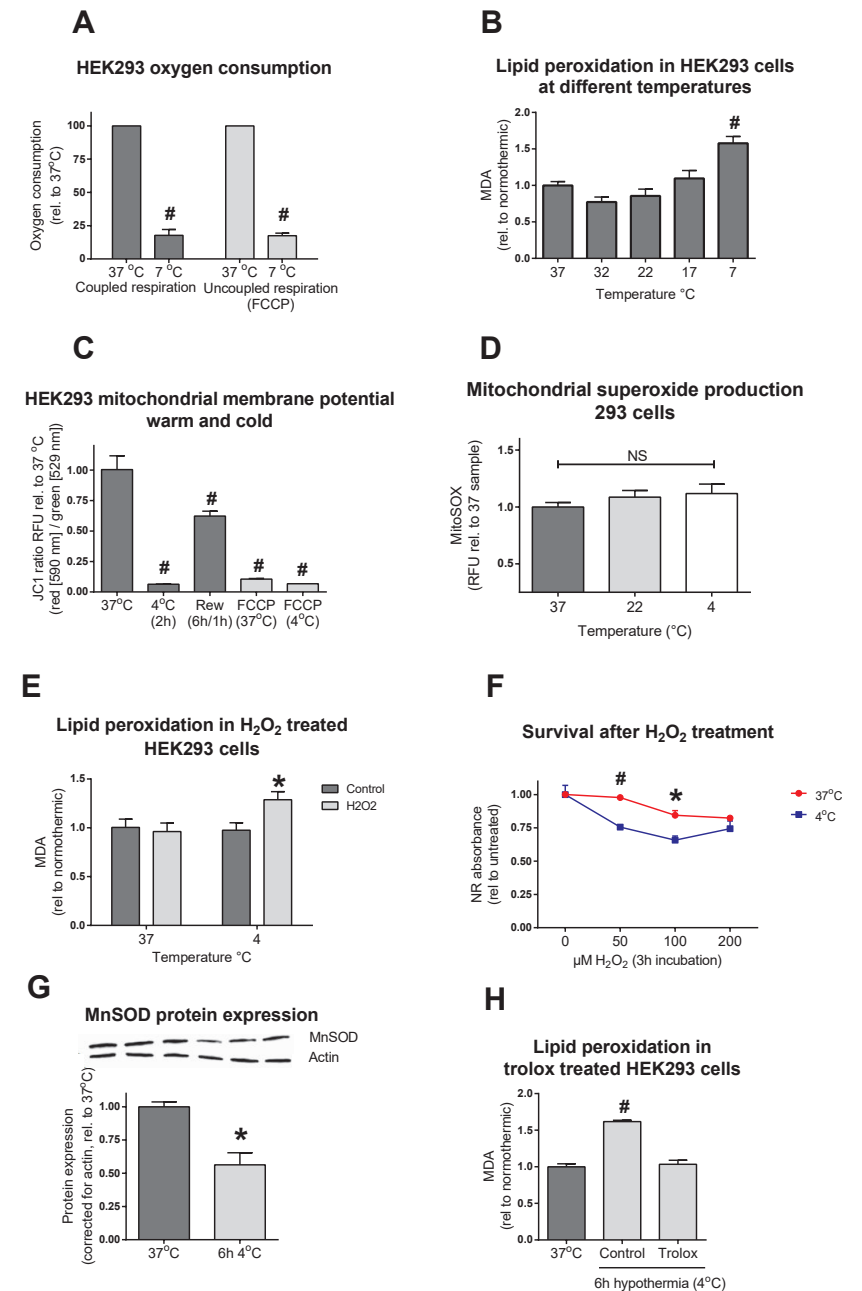 A
HEK293 oxygen consumption
Oxygen consumption
(rel. to 37°C)
100
75
50
25
0
#
#
37 °C 7 °C 37 °C 7 °C
Coupled respiration Uncoupled respiration
(FCCP)
B
Lipid peroxidation in HEK293 cells
at different temperatures
MDA
(rel. to normothermic)
2.0
1.5
1.0
0.5
0.0
#
37 32 22 17 7
Temperature °C
C
HEK293 mitochondrial membrane potential
warm and cold
JC1 ratio RFU rel. to 37 °C
(red [590 nm] / green [529 nm])
1.00
0.75
0.50
0.25
0.00
#
#
#
#
37°C 4°C Rew FCCP FCCP
(2h) (6h/1h) (37°C) (4°C)
D
Mitochondrial superoxide production
293 cells
MitoSOX
(RFU rel. to 37 sample)
1.5
1.0
0.5
NS
37 22 4
Temperature (°C)
E
Lipid peroxidation in H₂O₂ treated
HEK293 cells
MDA
(rel to normothermic)
1.5
1.0
0.5
0.0
*
Control
H2O2
37 4
Temperature °C
F
Survival after H₂O₂ treatment
NR absorbance
(rel to untreated)
1.00
0.75
0.50
0.25
0.00
#
*
37°C
4°C
0 50 100 200
µM H₂O₂ (3h incubation)
G
MnSOD protein expression
MnSOD
Actin
Protein expression
(corrected for actin, rel. to 37°C)
1.00
0.75
0.50
0.25
0.00
*
37°C 6h 4°C
H
Lipid peroxidation in
trolox treated HEK293 cells
MDA
(rel to normothermic)
2.0
1.5
1.0
0.5
0.0
#
37°C Control Trolox
6h hypothermia (4°C)